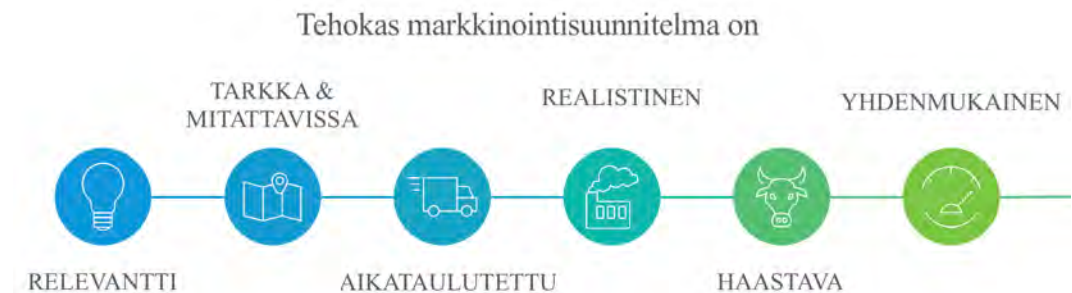 Tehokas markkinointisuunnitelma on
TARKKA &
MITATTAVISSA
REALISTINEN
YHDENMUKAINEN
RELEVANTTI
AIKATAULUTETTU
HAASTAVA